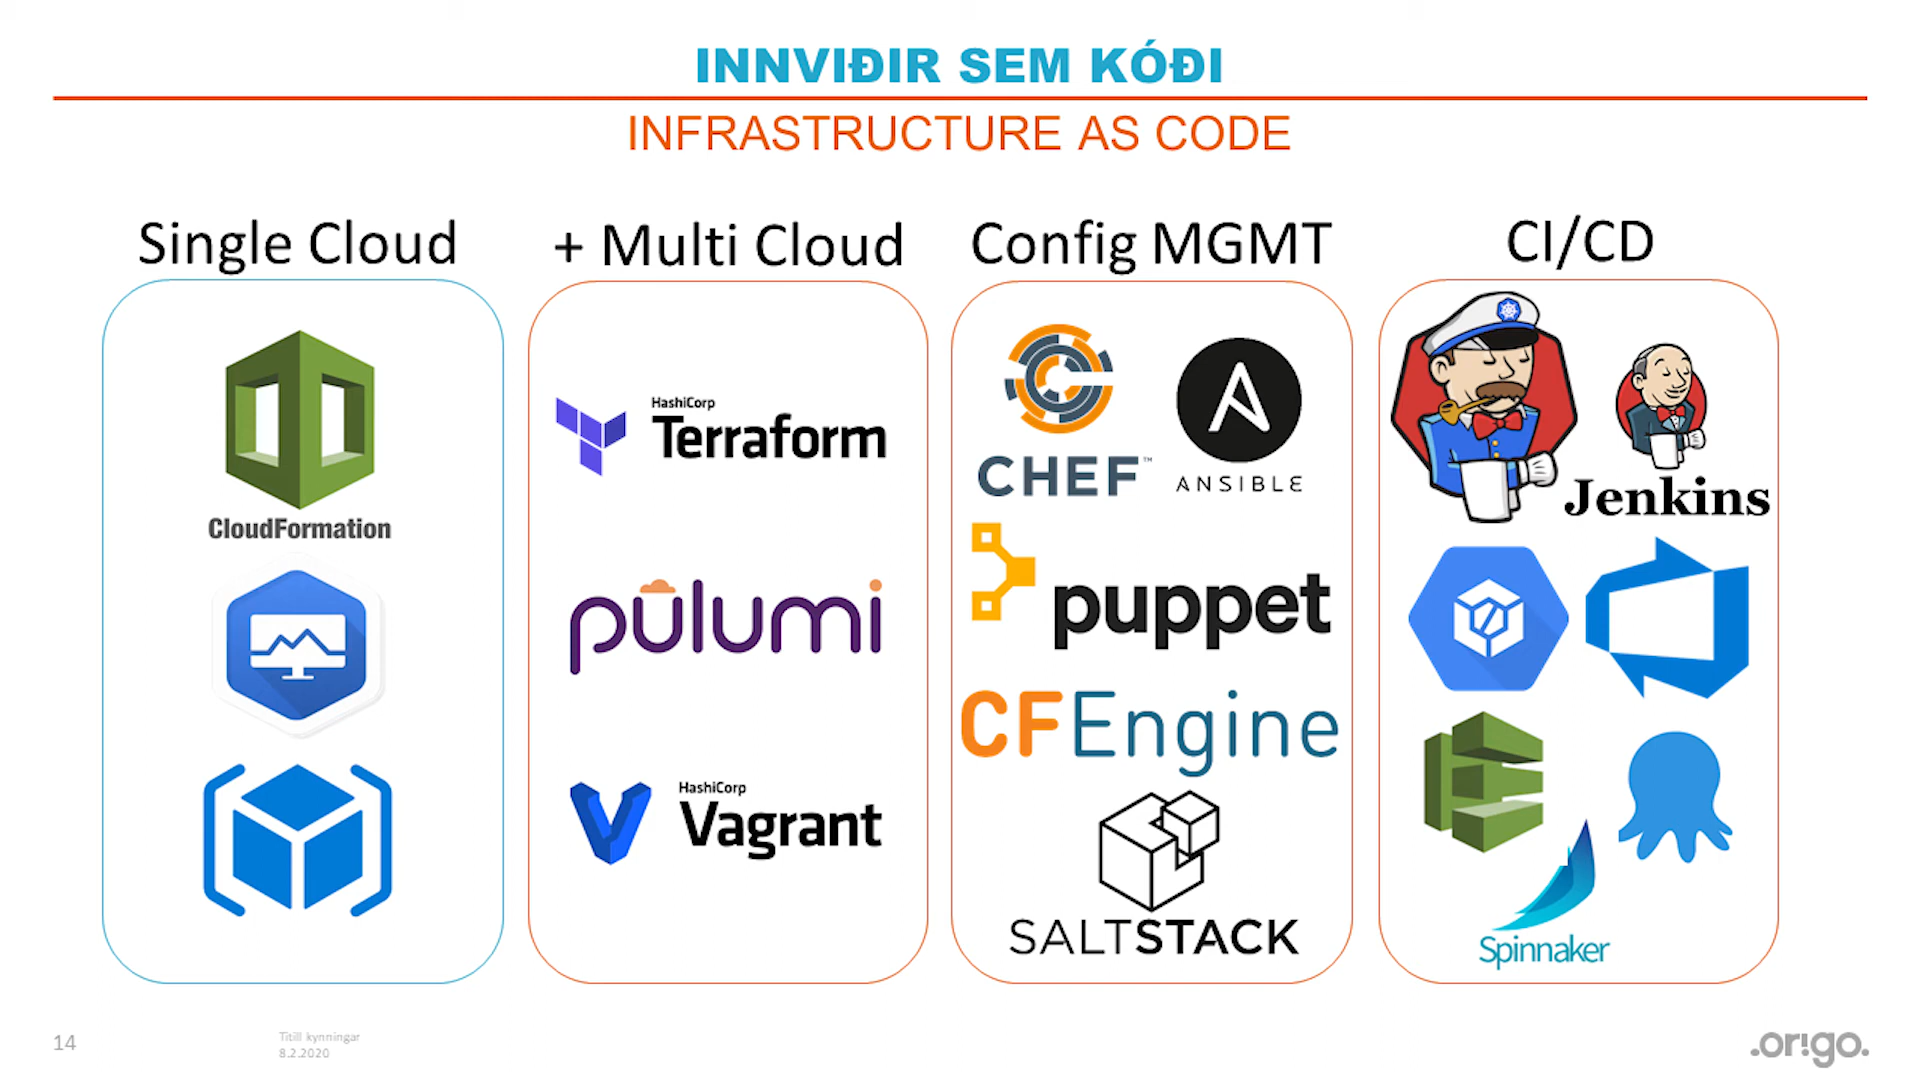 INNVIÐIR SEM KÓÐI
INFRASTRUCTURE AS CODE
Single Cloud
CloudFormation
+ Multi Cloud
HashiCorp
Terraform
pulumi
HashiCorp
Vagrant
Config MGMT
CHEF™
ANSIBLE
puppet
CFEngine
SALTSTACK
CI/CD
Jenkins
Spinnaker
14
Titill kynningar
8.2.2020
.origo.